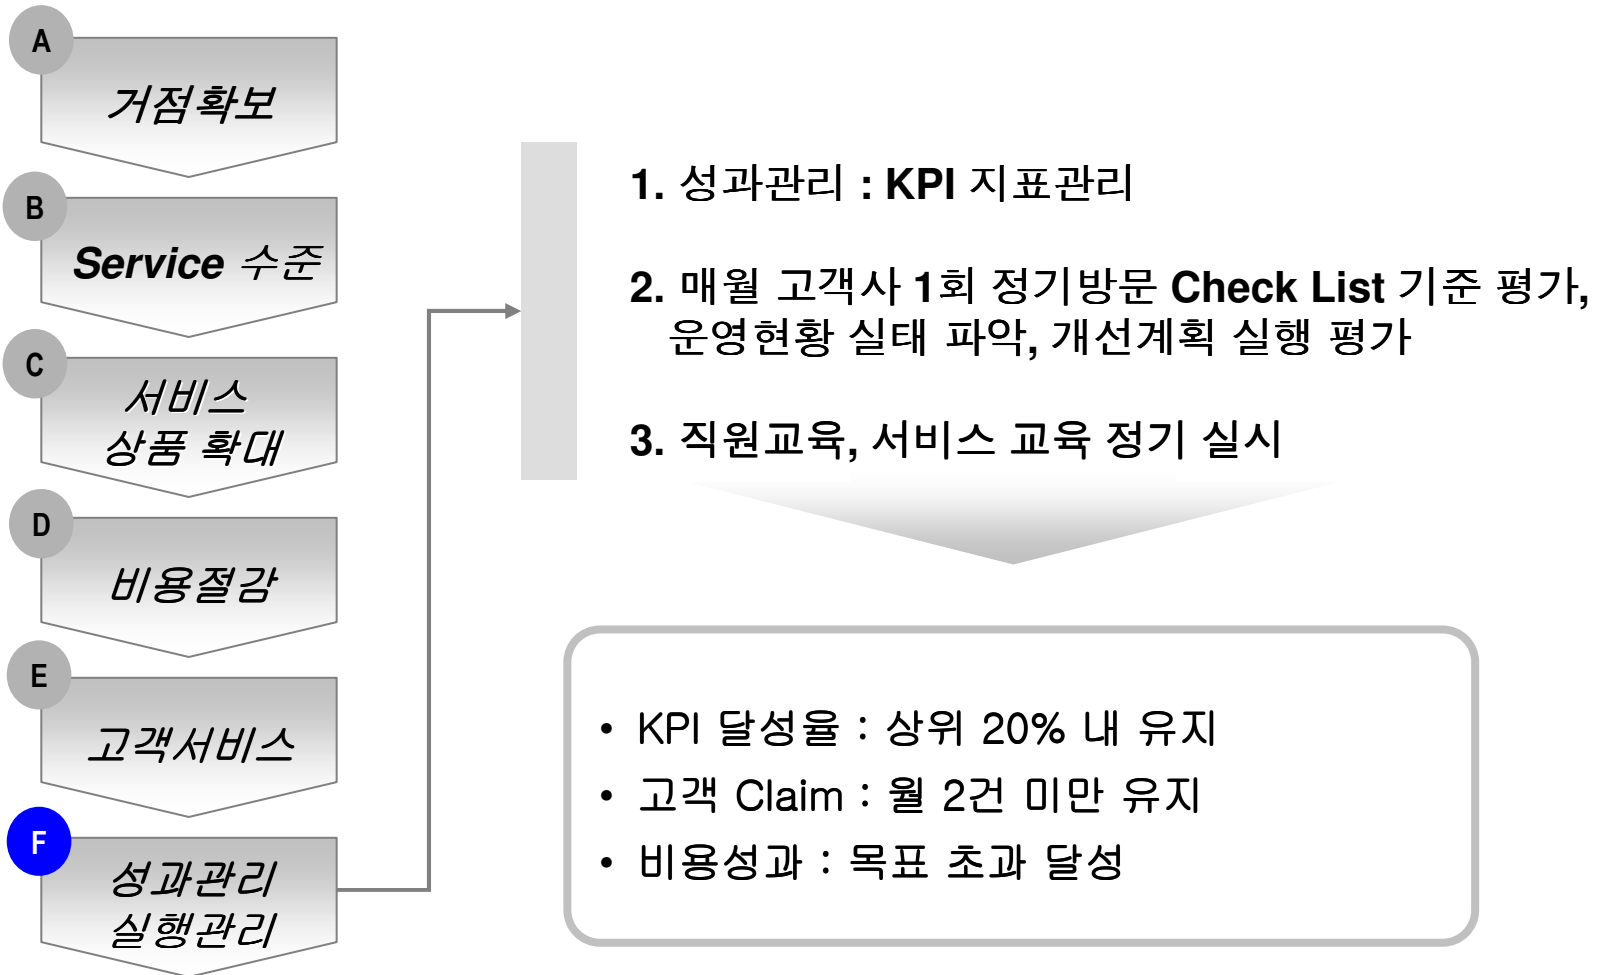 A
거점확보
B
Service 수준
C
서비스
상품 확대
D
비용절감
E
고객서비스
F
성과관리
실행관리
1. 성과관리 : KPI 지표관리
2. 매월 고객사 1회 정기방문 Check List 기준 평가,
운영현황 실태 파악, 개선계획 실행 평가
3. 직원교육, 서비스 교육 정기 실시
• KPI 달성율 : 상위 20% 내 유지
• 고객 Claim : 월 2건 미만 유지
• 비용성과 : 목표 초과 달성